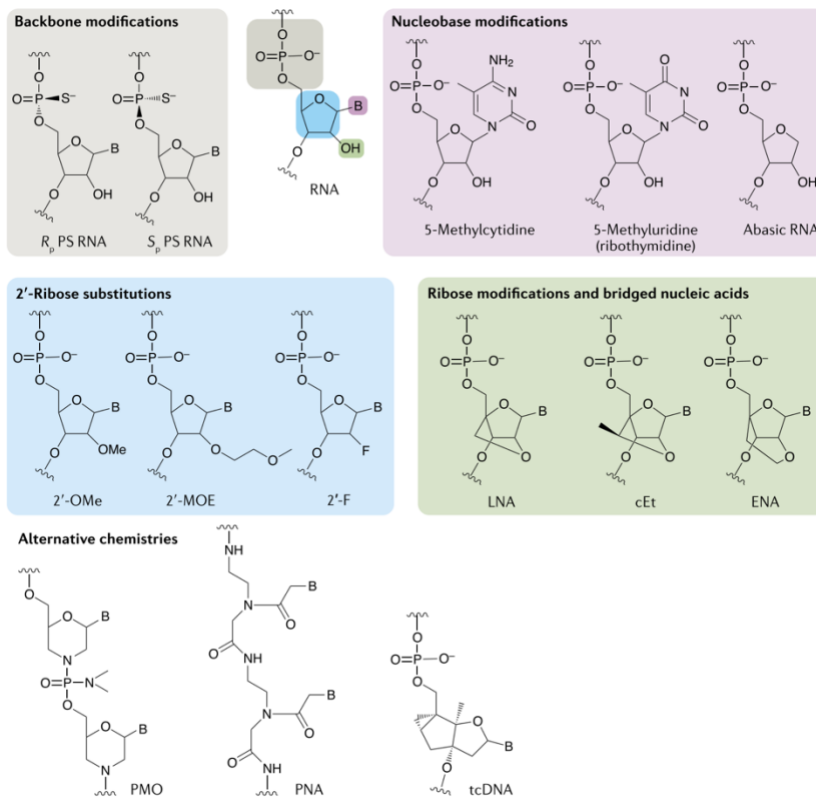 Backbone modifications
O
O=P S–
O
O
B
O
OH
Rp PS RNA
O
O=P S–
O
O
B
O
OH
Sp PS RNA
O
O=P–O–
O
O
B
O
OH
RNA
Nucleobase modifications
O
O=P–O–
O
NH2
N
N
O
O
O
OH
5-Methylcytidine
O
O=P–O–
O
O
N
N
O
O
O
OH
5-Methyluridine
(ribothymidine)
O
O=P–O–
O
O
O
OH
Abasic RNA
2′-Ribose substitutions
O
O=P–O–
O
O
B
O
OMe
2′-OMe
O
O=P–O–
O
O
B
O
O
O
2′-MOE
O
O=P–O–
O
O
B
O
F
2′-F
Ribose modifications and bridged nucleic acids
O
O=P–O–
O
O
B
O
O
LNA
O
O=P–O–
O
O
B
O
O
cEt
O
O=P–O–
O
O
B
O
O
ENA
Alternative chemistries
O
B
O
N
O=P–N
O
B
O
N
PMO
NH
B
N
O
O
NH
B
N
O
O
NH
PNA
O
O=P–O–
O
O
B
O
tcDNA